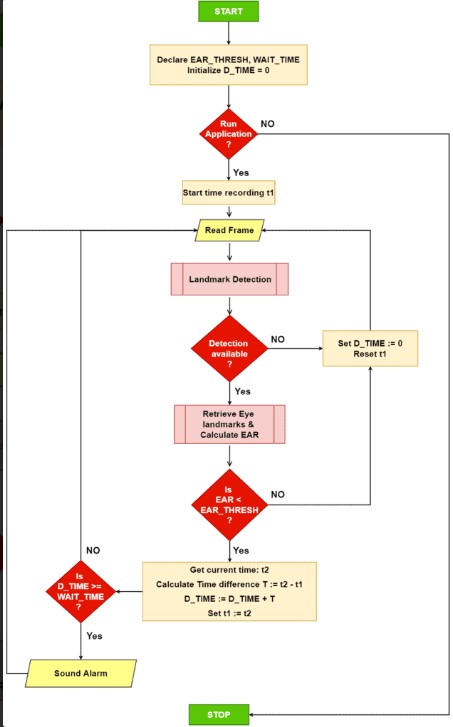 START
Declare EAR_THRESH, WAIT_TIME
Initialize D_TIME = 0
Run
Application
?
NO
Yes
Start time recording t1
Read Frame
Landmark Detection
Detection
available
?
NO
Set D_TIME := 0
Reset t1
Yes
Retrieve Eye
landmarks &
Calculate EAR
Is
EAR <
EAR_THRESH
?
NO
Yes
Get current time: t2
Calculate Time difference T := t2 - t1
D_TIME := D_TIME + T
Set t1 := t2
NO
Is
D_TIME >=
WAIT_TIME
?
Yes
Sound Alarm
STOP